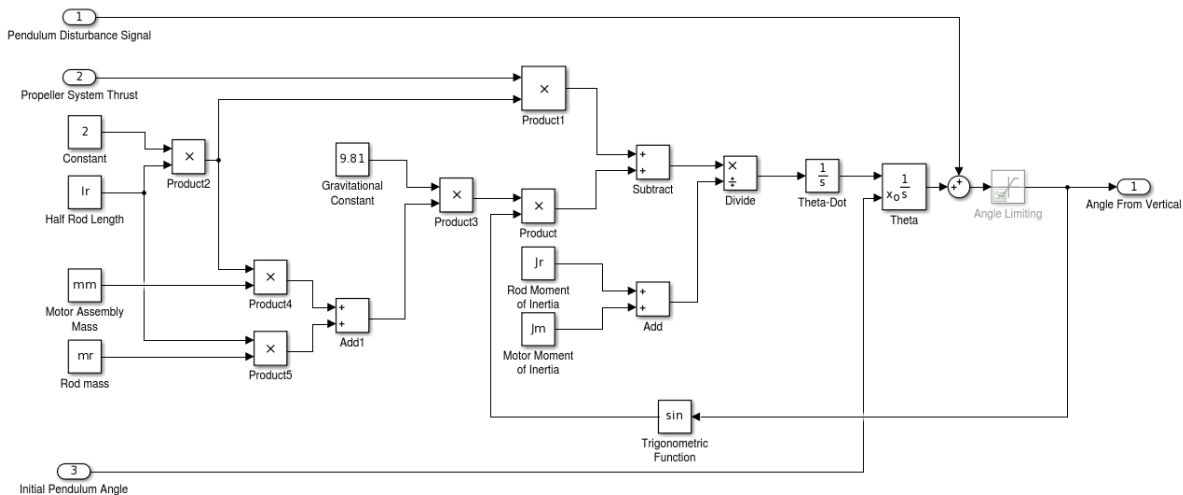 1
Pendulum Disturbance Signal
2
Propeller System Thrust
×
Product1
2
Constant
×
Product2
9.81
Gravitational
Constant
+
+
Subtract
×
÷
Divide
1
s
Theta-Dot
1
xo s
Theta
+
+
Angle Limiting
1
Angle From Vertical
lr
Half Rod Length
×
Product3
×
Product
Jr
Rod Moment
of Inertia
mm
Motor Assembly
Mass
×
Product4
+
+
Add1
+
+
Add
Jm
Motor Moment
of Inertia
mr
Rod mass
×
Product5
sin
Trigonometric
Function
3
Initial Pendulum Angle